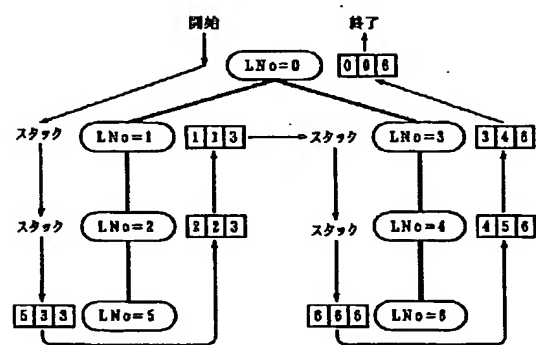 開始
終了
LNo=0
0 0 6
スタック
LNo=1
1 1 3
スタック
LNo=3
3 4 6
スタック
LNo=2
2 2 3
スタック
LNo=4
4 5 6
5 3 3
LNo=5
6 6 6
LNo=6